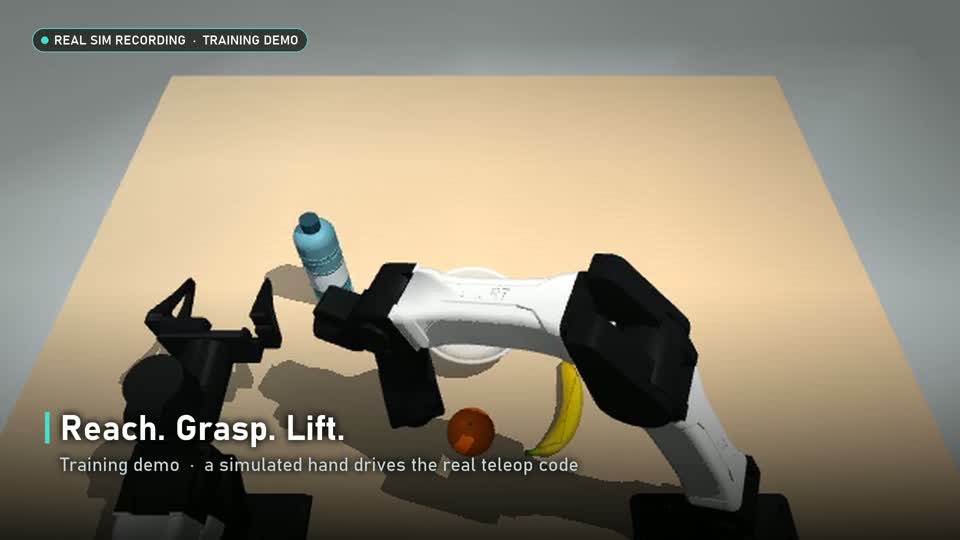 REAL SIM RECORDING · TRAINING DEMO
Reach. Grasp. Lift.
Training demo · a simulated hand drives the real teleop code